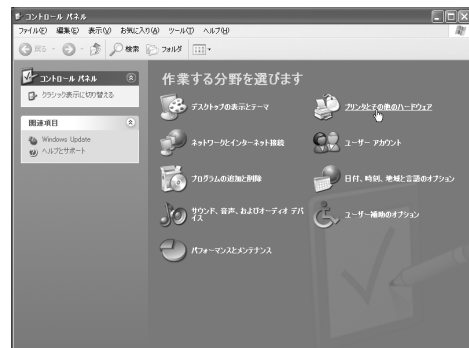 コントロール パネル
ファイル(F) 編集(E) 表示(V) お気に入り(A) ツール(T) ヘルプ(H)
戻る 検索 フォルダ
コントロール パネル
クラシック表示に切り替える
関連項目
Windows Update
ヘルプとサポート
作業する分野を選びます
デスクトップの表示とテーマ
プリンタとその他のハードウェア
ネットワークとインターネット接続
ユーザー アカウント
プログラムの追加と削除
日付、時刻、地域と言語のオプション
サウンド、音声、およびオーディオ デバ
イス
ユーザー補助のオプション
パフォーマンスとメンテナンス